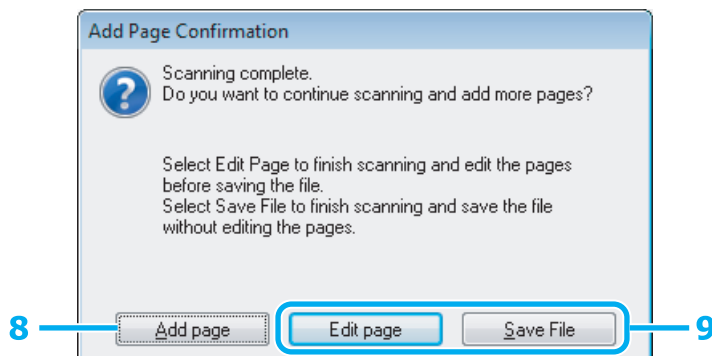 Add Page Confirmation
Scanning complete.
Do you want to continue scanning and add more pages?
Select Edit Page to finish scanning and edit the pages
before saving the file.
Select Save File to finish scanning and save the file
without editing the pages.
8 Add page Edit page Save File 9